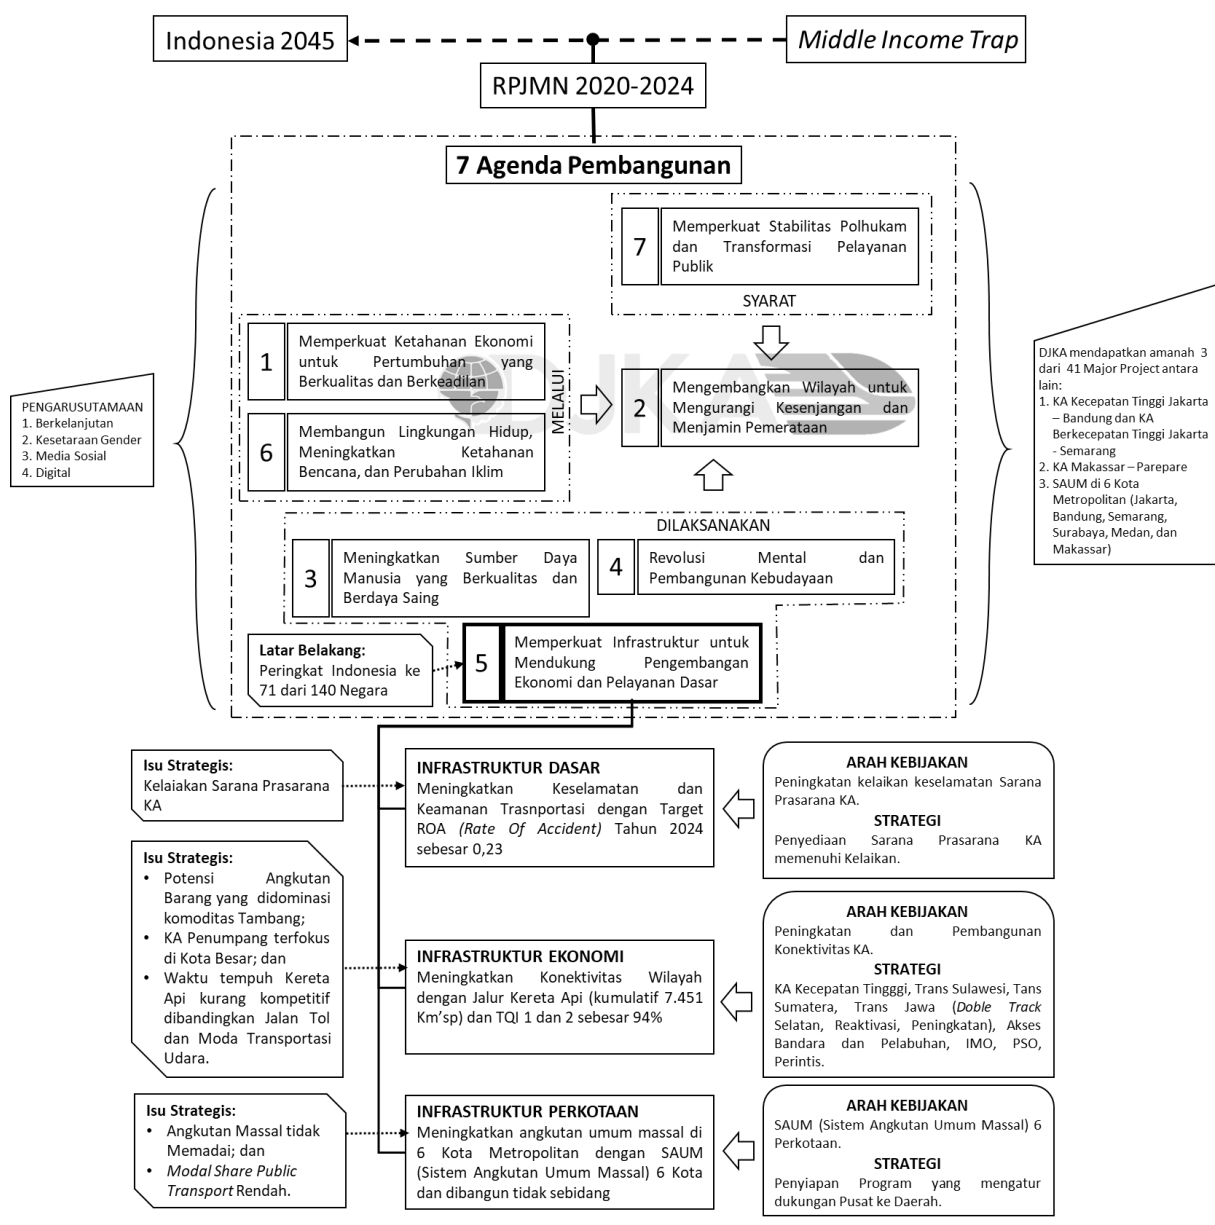 Indonesia 2045
Middle Income Trap
RPJMN 2020-2024
7 Agenda Pembangunan
7
Memperkuat Stabilitas Polhukam
dan Transformasi Pelayanan
Publik
SYARAT
1
Memperkuat Ketahanan Ekonomi
untuk Pertumbuhan yang
Berkualitas dan Berkeadilan
6
Membangun Lingkungan Hidup,
Meningkatkan Ketahanan
Bencana, dan Perubahan Iklim
MELALUI
DJKA
2
Mengembangkan Wilayah untuk
Mengurangi Kesenjangan dan
Menjamin Pemerataan
PENGARUSUTAMAAN
1. Berkelanjutan
2. Kesetaraan Gender
3. Media Sosial
4. Digital
DJKA mendapatkan amanah 3
dari 41 Major Project antara
lain:
1. KA Kecepatan Tinggi Jakarta
– Bandung dan KA
Berkecepatan Tinggi Jakarta
- Semarang
2. KA Makassar – Parepare
3. SAUM di 6 Kota
Metropolitan (Jakarta,
Bandung, Semarang,
Surabaya, Medan, dan
Makassar)
DILAKSANAKAN
3
Meningkatkan Sumber Daya
Manusia yang Berkualitas dan
Berdaya Saing
4
Revolusi Mental dan
Pembangunan Kebudayaan
Latar Belakang:
Peringkat Indonesia ke
71 dari 140 Negara
5
Memperkuat Infrastruktur untuk
Mendukung Pengembangan
Ekonomi dan Pelayanan Dasar
Isu Strategis:
Kelaiakan Sarana Prasarana
KA
INFRASTRUKTUR DASAR
Meningkatkan Keselamatan dan
Keamanan Trasnportasi dengan Target
ROA (Rate Of Accident) Tahun 2024
sebesar 0,23
ARAH KEBIJAKAN
Peningkatan kelaikan keselamatan Sarana
Prasarana KA.
STRATEGI
Penyediaan Sarana Prasarana KA
memenuhi Kelaikan.
Isu Strategis:
• Potensi Angkutan
Barang yang didominasi
komoditas Tambang;
• KA Penumpang terfokus
di Kota Besar; dan
• Waktu tempuh Kereta
Api kurang kompetitif
dibandingkan Jalan Tol
dan Moda Transportasi
Udara.
INFRASTRUKTUR EKONOMI
Meningkatkan Konektivitas Wilayah
dengan Jalur Kereta Api (kumulatif 7.451
Km’sp) dan TQI 1 dan 2 sebesar 94%
ARAH KEBIJAKAN
Peningkatan dan Pembangunan
Konektivitas KA.
STRATEGI
KA Kecepatan Tingggi, Trans Sulawesi, Tans
Sumatera, Trans Jawa (Doble Track
Selatan, Reaktivasi, Peningkatan), Akses
Bandara dan Pelabuhan, IMO, PSO,
Perintis.
Isu Strategis:
• Angkutan Massal tidak
Memadai; dan
• Modal Share Public
Transport Rendah.
INFRASTRUKTUR PERKOTAAN
Meningkatkan angkutan umum massal di
6 Kota Metropolitan dengan SAUM
(Sistem Angkutan Umum Massal) 6 Kota
dan dibangun tidak sebidang
ARAH KEBIJAKAN
SAUM (Sistem Angkutan Umum Massal) 6
Perkotaan.
STRATEGI
Penyiapan Program yang mengatur
dukungan Pusat ke Daerah.